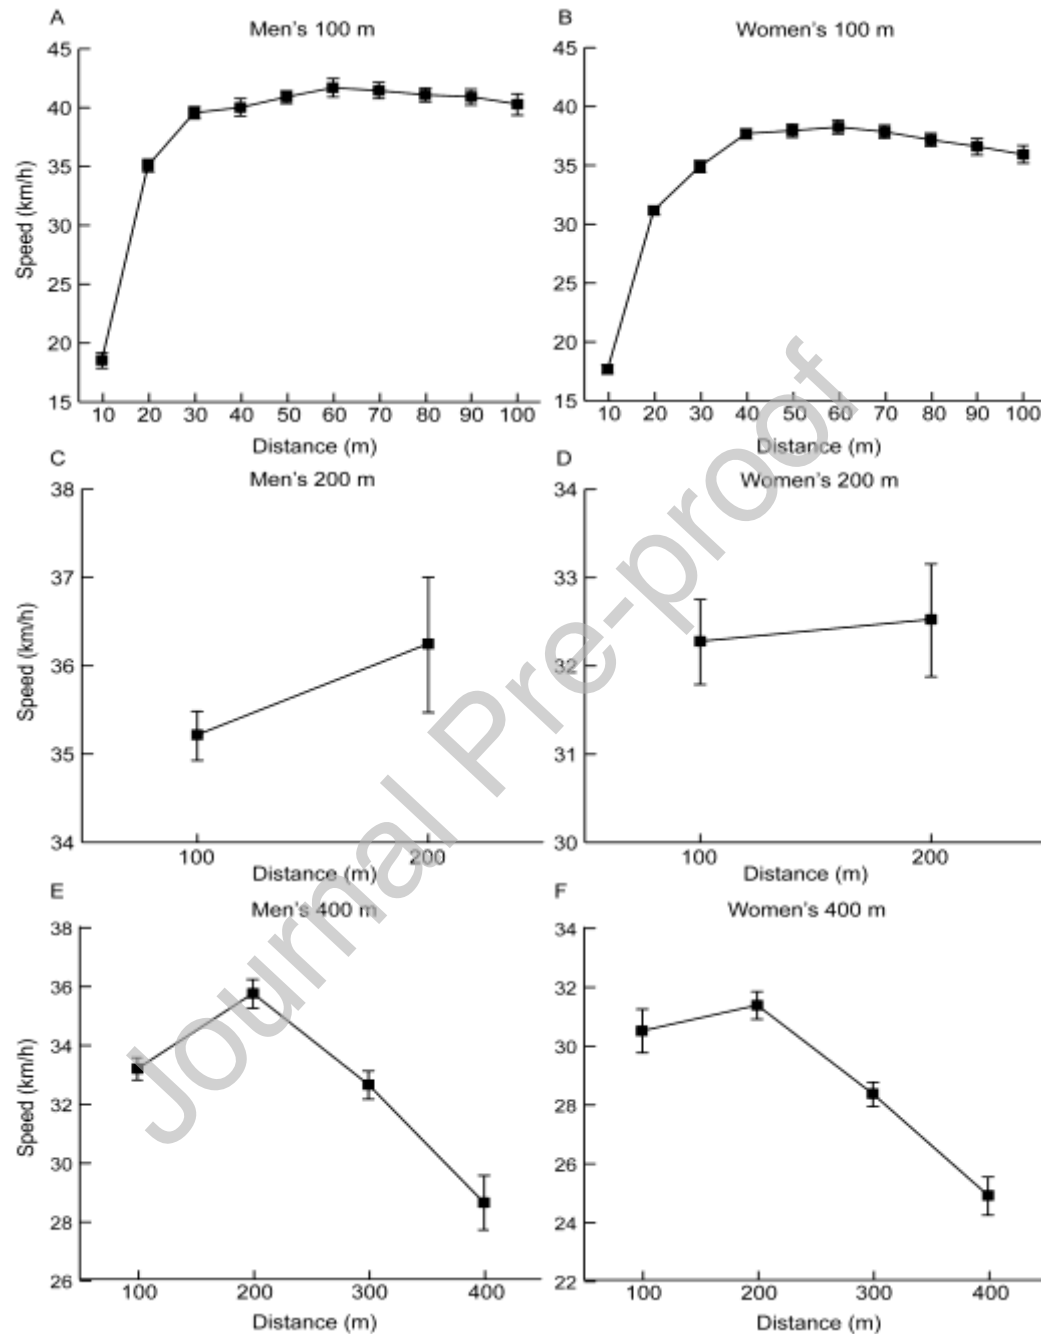 A
Men's 100 m
45
40
35
30
25
20
15
Speed (km/h)
10 20 30 40 50 60 70 80 90 100
Distance (m)
B
Women's 100 m
45
40
35
30
25
20
15
10 20 30 40 50 60 70 80 90 100
Distance (m)
C
Men's 200 m
38
37
36
35
34
Speed (km/h)
100 200
Distance (m)
D
Women's 200 m
34
33
32
31
30
100 200
Distance (m)
E
Men's 400 m
38
36
34
32
30
28
26
Speed (km/h)
100 200 300 400
Distance (m)
F
Women's 400 m
34
32
30
28
26
24
22
100 200 300 400
Distance (m)
Journal Pre-proof